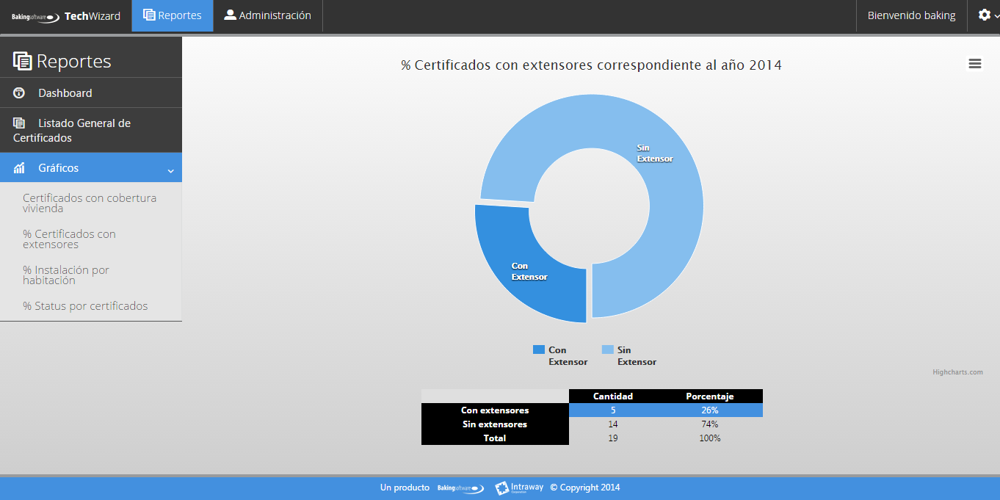 Bakingsoftware TechWizard Reportes Administración Bienvenido baking
Reportes
Dashboard
Listado General de
Certificados
Gráficos
Certificados con cobertura
vivienda
% Certificados con
extensores
% Instalación por
habitación
% Status por certificados
% Certificados con extensores correspondiente al año 2014
Sin
Extensor
Con
Extensor
Con
Extensor
Sin
Extensor
Highcharts.com
Cantidad Porcentaje
Con extensores 5 26%
Sin extensores 14 74%
Total 19 100%
Un producto Bakingsoftware Intraway Corporation © Copyright 2014